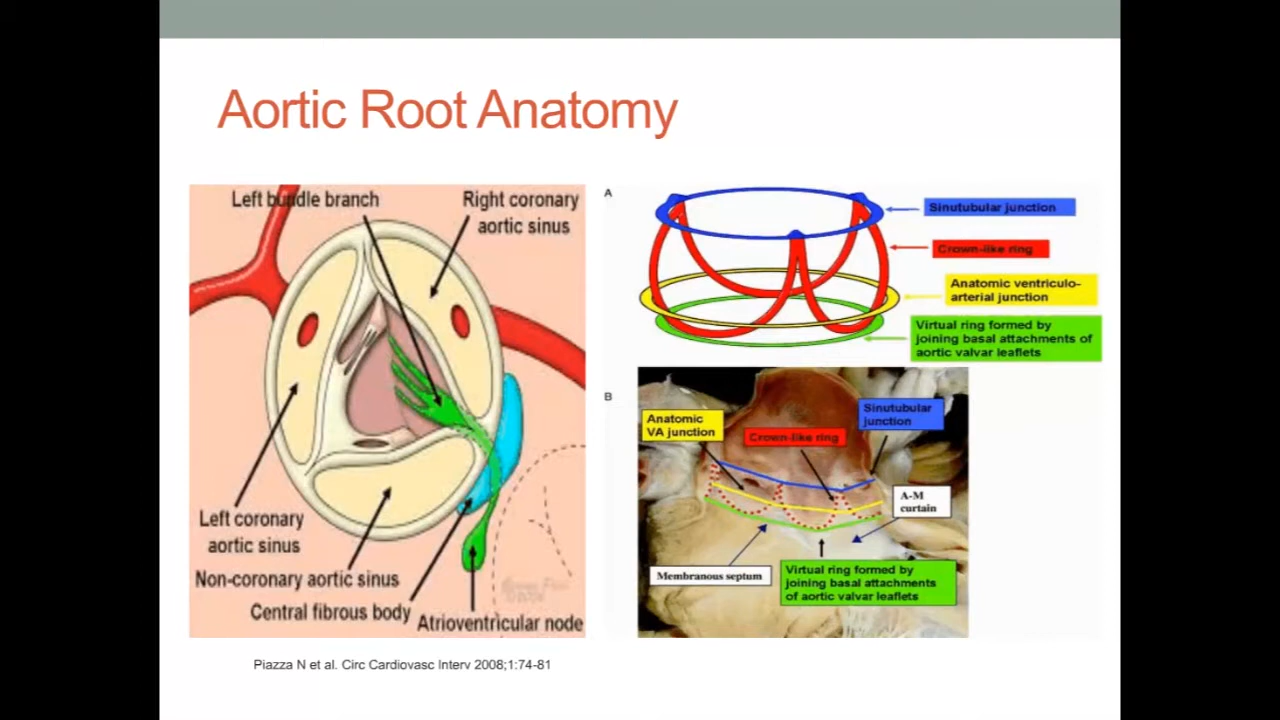 Aortic Root Anatomy
Left bundle branch
Right coronary
aortic sinus
Left coronary
aortic sinus
Non-coronary aortic sinus
Central fibrous body
Atrioventricular node
A
Sinutubular junction
Crown-like ring
Anatomic ventriculo-
arterial junction
Virtual ring formed by
joining basal attachments of
aortic valvar leaflets
B
Anatomic
VA junction
Crown-like ring
Sinutubular
junction
A-M
curtain
Membranous septum
Virtual ring formed by
joining basal attachments
of aortic valvar leaflets
Piazza N et al. Circ Cardiovasc Interv 2008;1:74-81